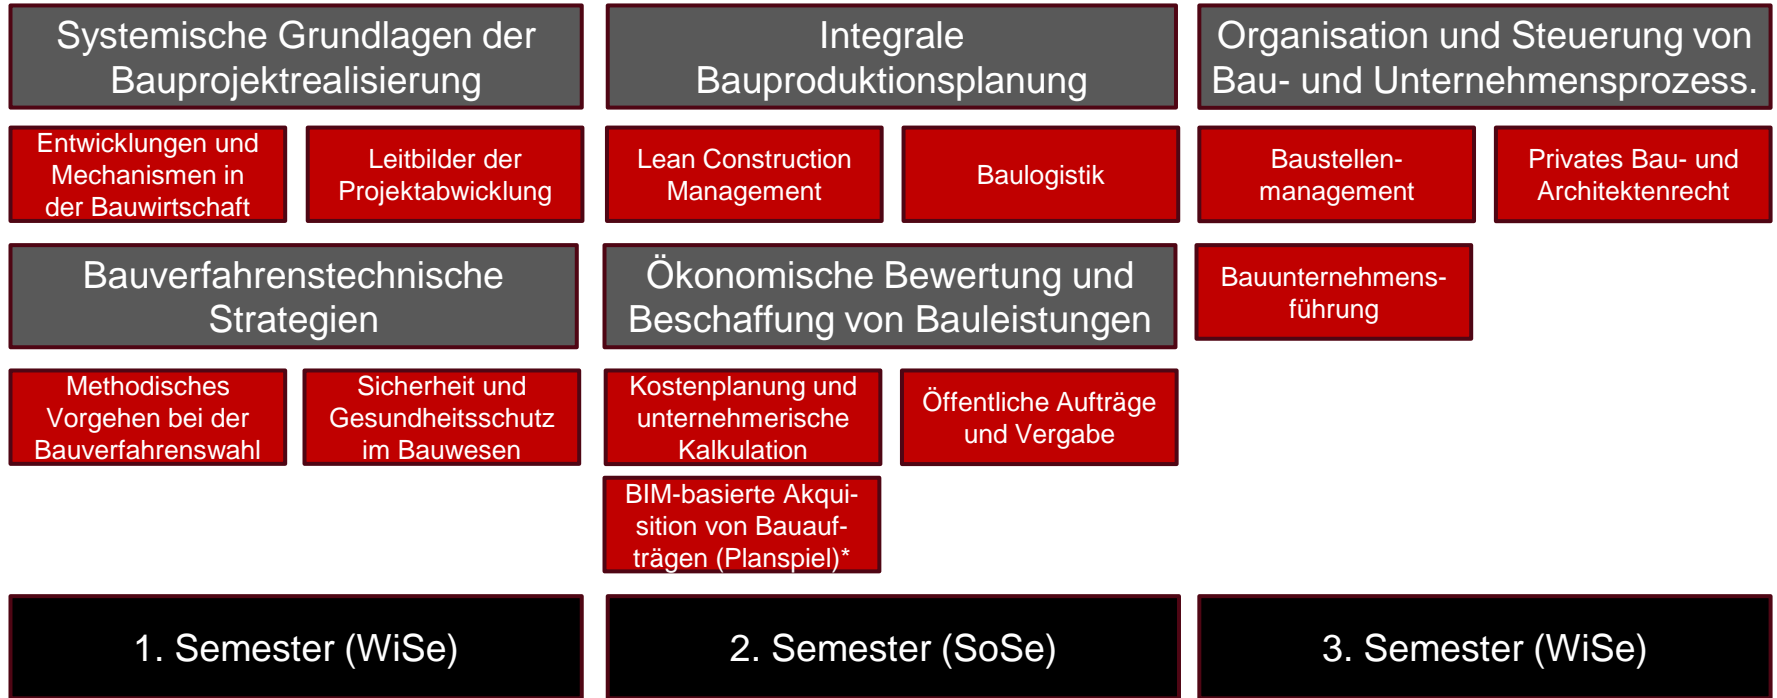 Systemische Grundlagen der
Bauprojektrealisierung
Integrale
Bauproduktionsplanung
Organisation und Steuerung von
Bau- und Unternehmensprozess.
Entwicklungen und
Mechanismen in
der Bauwirtschaft
Leitbilder der
Projektabwicklung
Lean Construction
Management
Baulogistik
Baustellen-
management
Privates Bau- und
Architektenrecht
Bauverfahrenstechnische
Strategien
Ökonomische Bewertung und
Beschaffung von Bauleistungen
Bauunternehmens-
führung
Methodisches
Vorgehen bei der
Bauverfahrenswahl
Sicherheit und
Gesundheitsschutz
im Bauwesen
Kostenplanung und
unternehmerische
Kalkulation
Öffentliche Aufträge
und Vergabe
BIM-basierte Akqui-
sition von Bauauf-
trägen (Planspiel)*
1. Semester (WiSe)
2. Semester (SoSe)
3. Semester (WiSe)